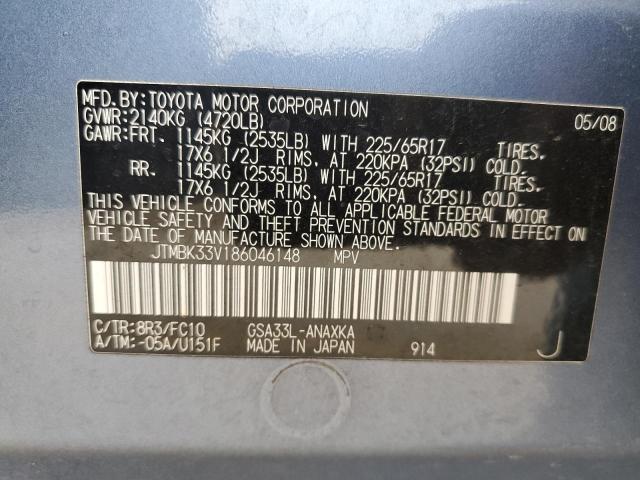 MFD.BY:TOYOTA MOTOR CORPORATION 05/08
GVWR:2140KG (4720LB)
GAWR:FRT. 1145KG (2535LB) WITH 225/65R17 TIRES,
17X6 1/2J RIMS, AT 220KPA (32PSI) COLD.
RR. 1145KG (2535LB) WITH 225/65R17 TIRES,
17X6 1/2J RIMS, AT 220KPA (32PSI) COLD.
THIS VEHICLE CONFORMS TO ALL APPLICABLE FEDERAL MOTOR
VEHICLE SAFETY AND THEFT PREVENTION STANDARDS IN EFFECT ON
THE DATE OF MANUFACTURE SHOWN ABOVE.
JTMBK33V186046148 MPV
C/TR:8R3/FC10 GSA33L-ANAXKA
A/TM:-05A/U151F MADE IN JAPAN 914 J